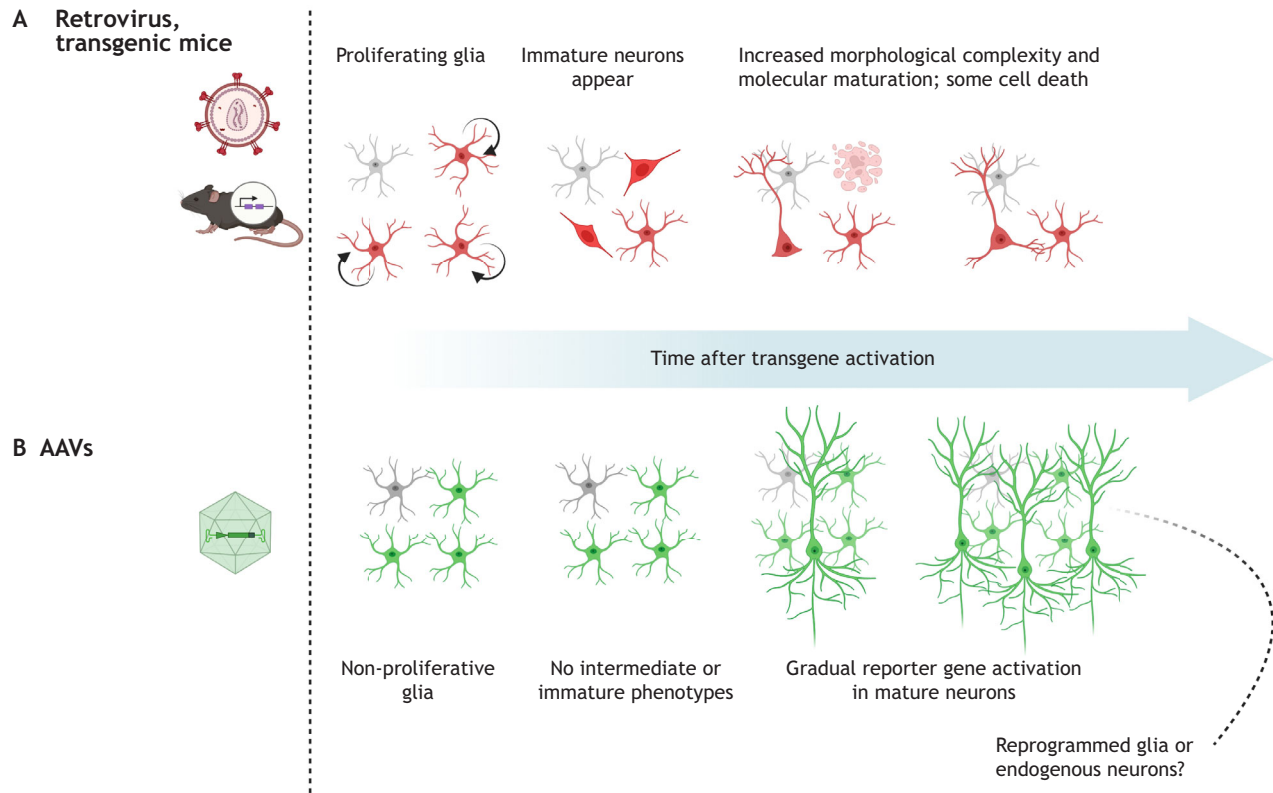 A Retrovirus,
transgenic mice
Proliferating glia
Immature neurons
appear
Increased morphological complexity and
molecular maturation; some cell death
Time after transgene activation
B AAVs
Non-proliferative
glia
No intermediate or
immature phenotypes
Gradual reporter gene activation
in mature neurons
Reprogrammed glia or
endogenous neurons?